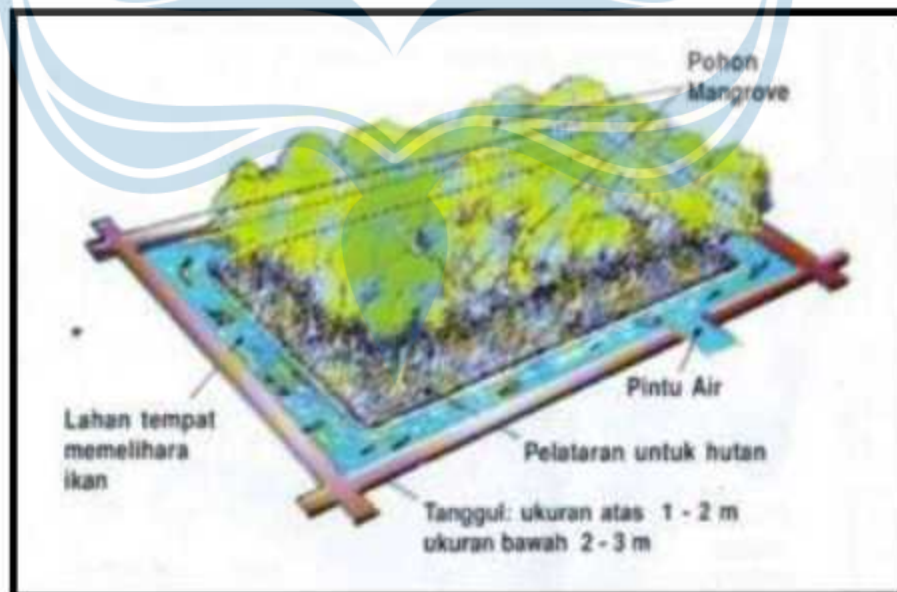 Pohon
Mangrove
Pintu Air
Lahan tempat
memelihara
ikan
Pelataran untuk hutan
Tanggul: ukuran atas 1 - 2 m
ukuran bawah 2 - 3 m